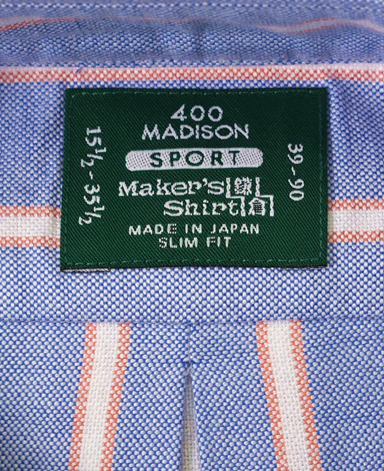 400
MADISON
SPORT
Maker's 鎌
Shirt 倉
MADE IN JAPAN
SLIM FIT
15½ - 35½
39-90